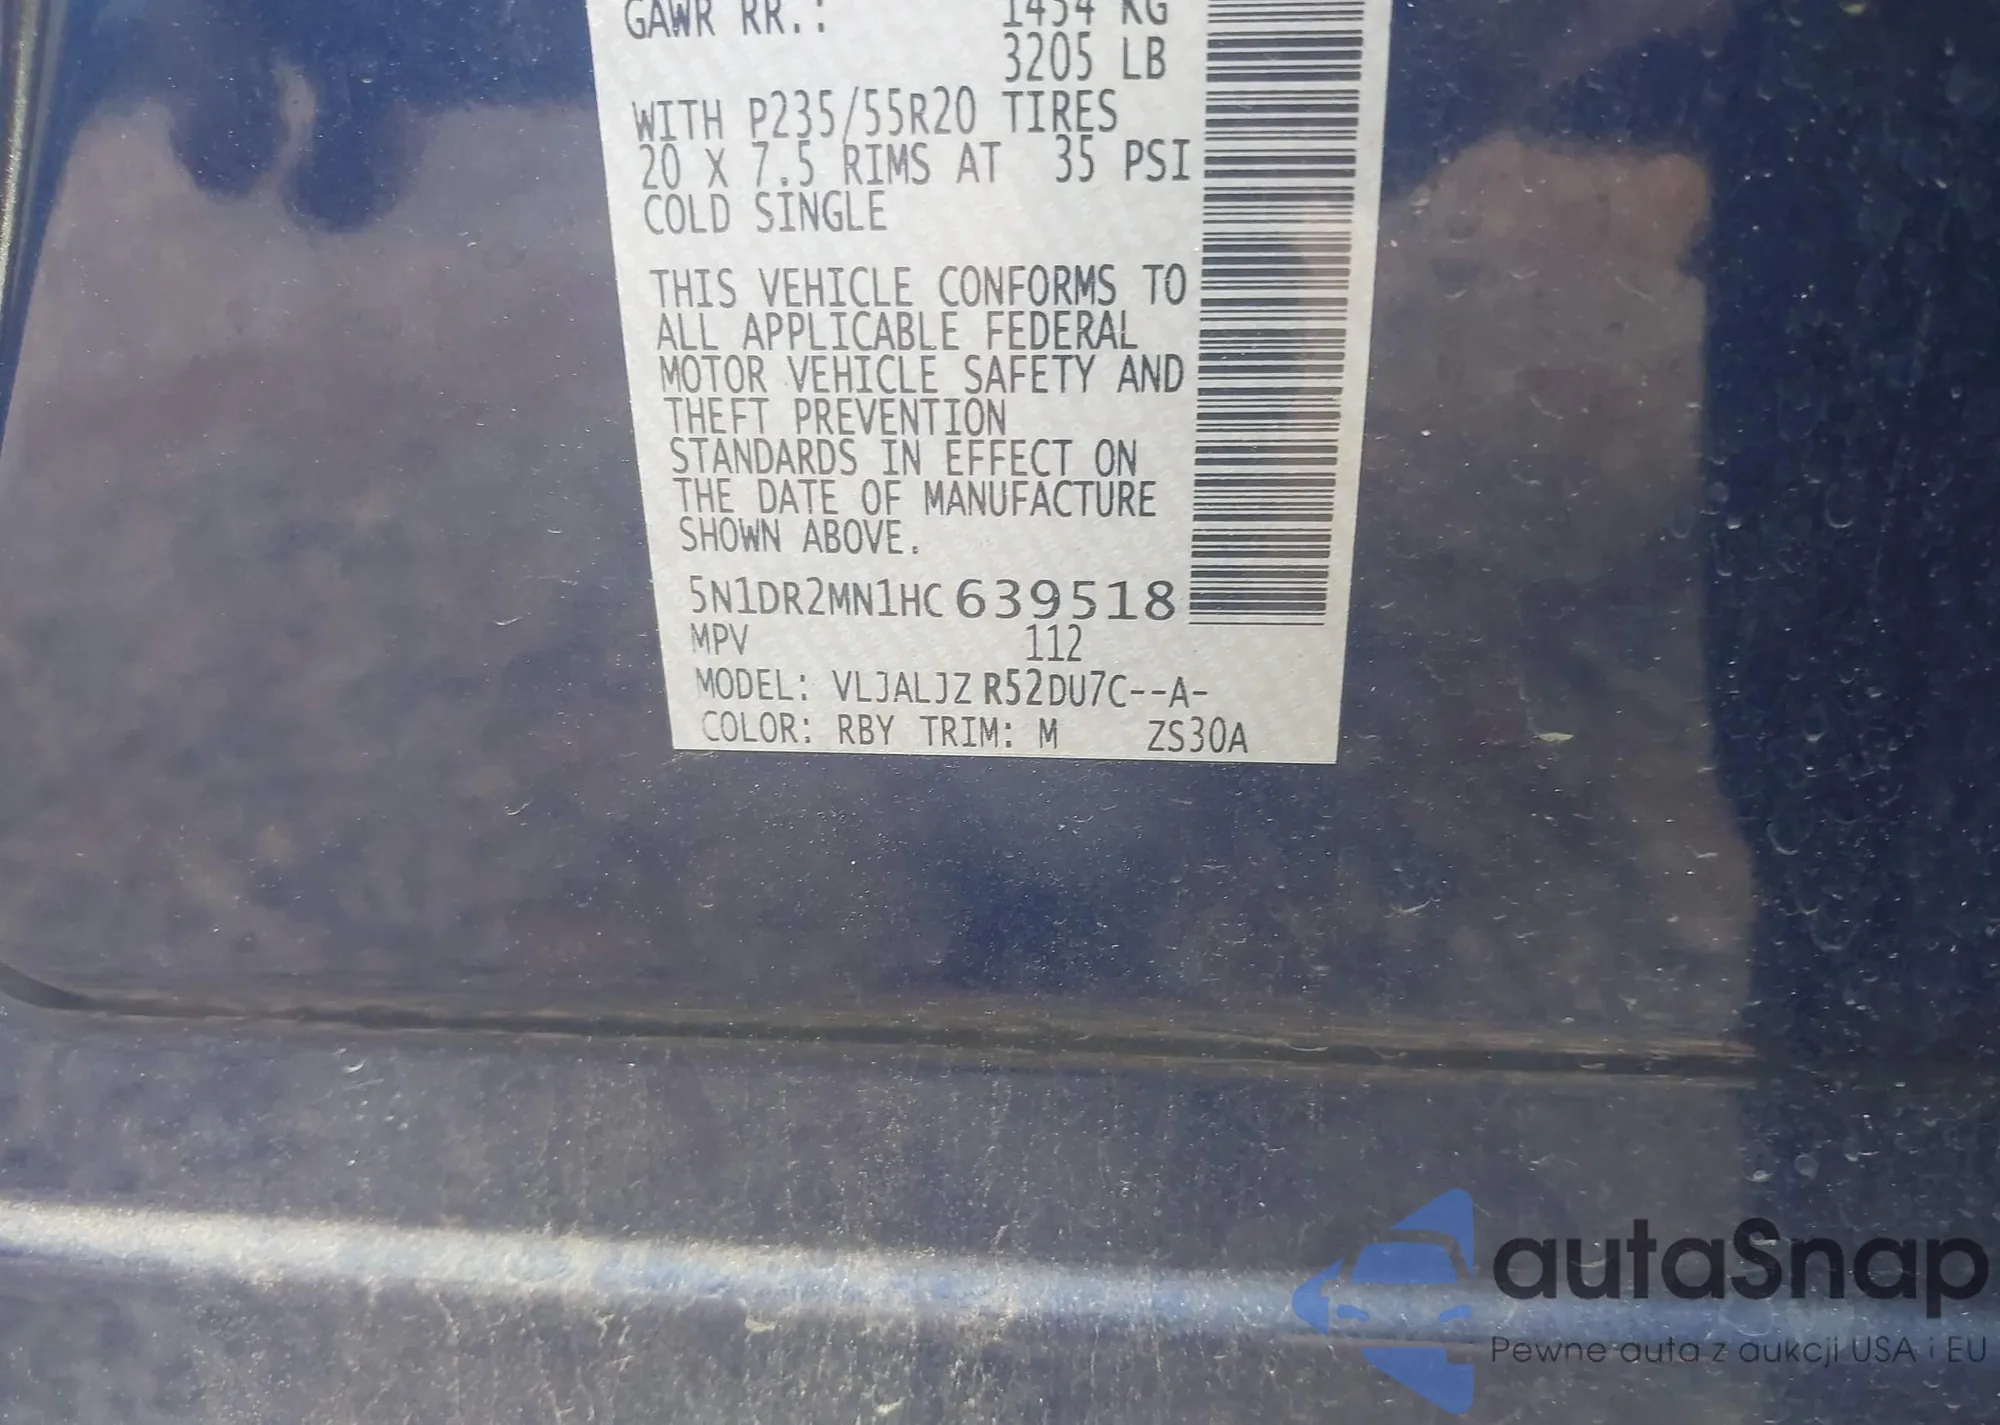 GAWR RR.: 1454 KG
3205 LB
WITH P235/55R20 TIRES
20 X 7.5 RIMS AT 35 PSI
COLD SINGLE
THIS VEHICLE CONFORMS TO
ALL APPLICABLE FEDERAL
MOTOR VEHICLE SAFETY AND
THEFT PREVENTION
STANDARDS IN EFFECT ON
THE DATE OF MANUFACTURE
SHOWN ABOVE.
5N1DR2MN1HC639518
MPV 112
MODEL: VLJALJZ R52DU7C--A-
COLOR: RBY TRIM: M ZS30A
autaSnap
Pewne auta z aukcji USA i EU